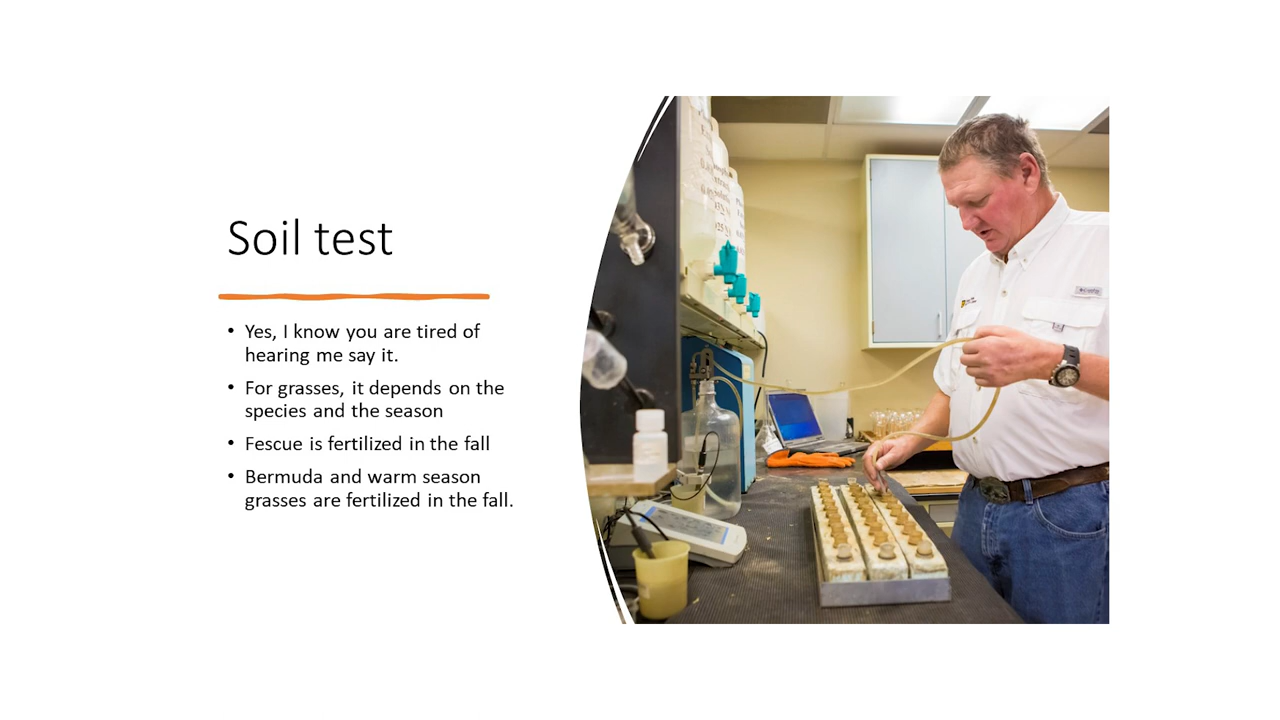 Soil test
• Yes, I know you are tired of
hearing me say it.
• For grasses, it depends on the
species and the season
• Fescue is fertilized in the fall
• Bermuda and warm season
grasses are fertilized in the fall.